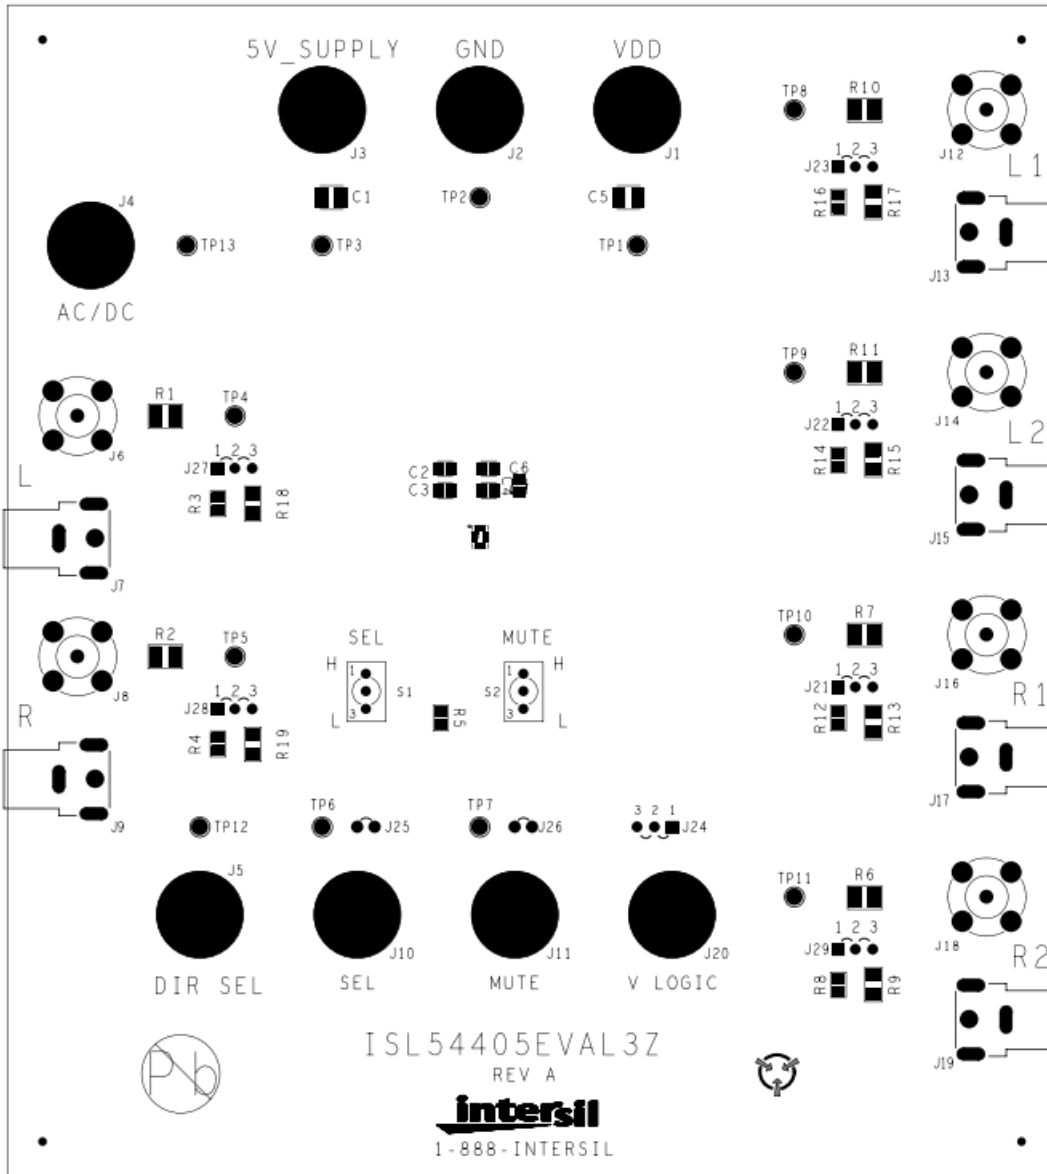 5V_SUPPLY GND VDD
J3 J2 J1
C1 TP2 C5
TP13 TP3 TP1
J4
AC/DC
TP8 R10 J12 L1
1 2 3
J23
R16 R17 J13
TP9 R11 J14 L2
1 2 3
J22
R14 R15 J15
R1 TP4 J6
L
1 2 3
J27
R3 R18
J7
C2 C6
C3
R2 TP5 J8
R
1 2 3
J28
R4 R19
J9
SEL MUTE
H 1 S1 S2 1 H
L 3 3 L
R5
TP10 R7 J16 R1
1 2 3
J21
R12 R13 J17
TP12 TP6 J25 TP7 J26 3 2 1 J24
J5 J10 J11 J20
DIR SEL SEL MUTE V LOGIC
TP11 R6 J18 R2
1 2 3
J29
R8 R9 J19
Pb
ISL54405EVAL3Z
REV A
intersil
1-888-INTERSIL